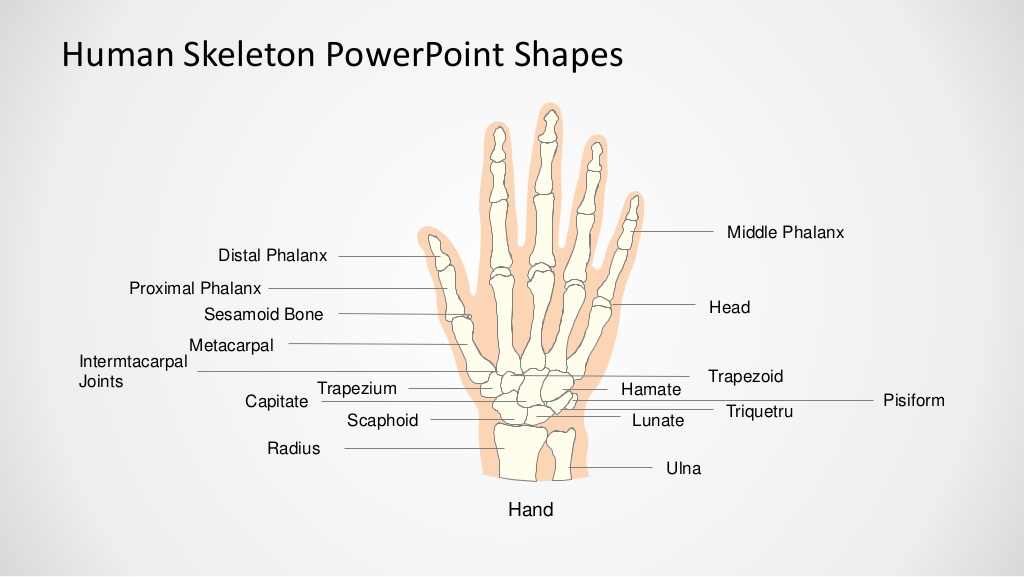 Human Skeleton PowerPoint Shapes
Middle Phalanx
Distal Phalanx
Proximal Phalanx
Head
Sesamoid Bone
Metacarpal
Intermtacarpal
Joints
Trapezoid
Trapezium
Hamate
Capitate
Pisiform
Triquetru
Scaphoid
Lunate
Radius
Ulna
Hand